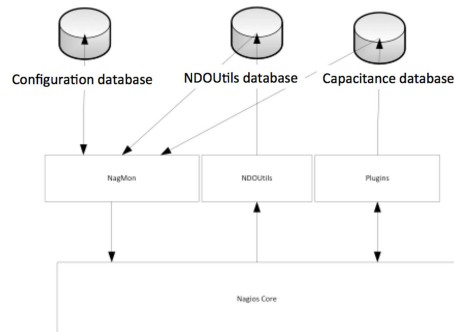 Configuration database
NDOUtils database
Capacitance database
NagMon
NDOUtils
Plugins
Nagios Core